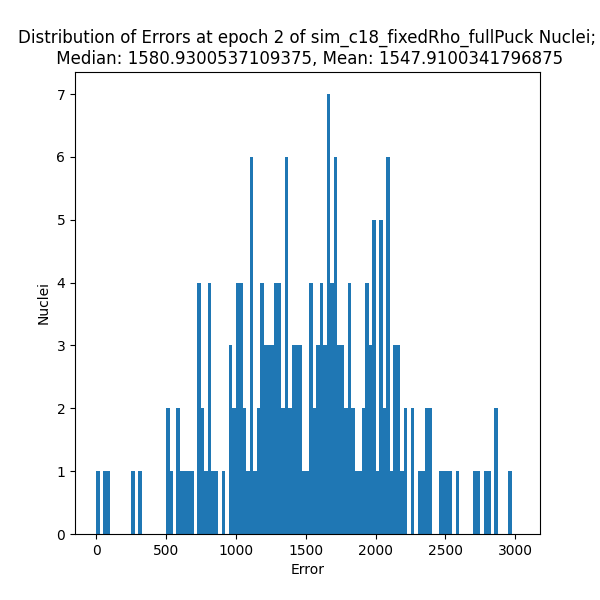 Distribution of Errors at epoch 2 of sim_c18_fixedRho_fullPuck Nuclei;
Median: 1580.9300537109375, Mean: 1547.9100341796875
7
6
5
4
3
2
1
0
Nuclei
0 500 1000 1500 2000 2500 3000
Error